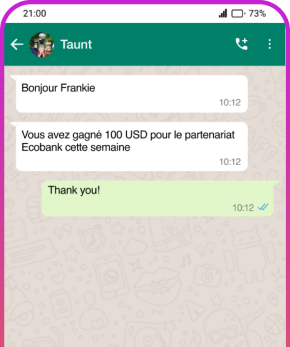 21:00
73%
Taunt
Bonjour Frankie
10:12
Vous avez gagné 100 USD pour le partenariat
Ecobank cette semaine
10:12
Thank you!
10:12